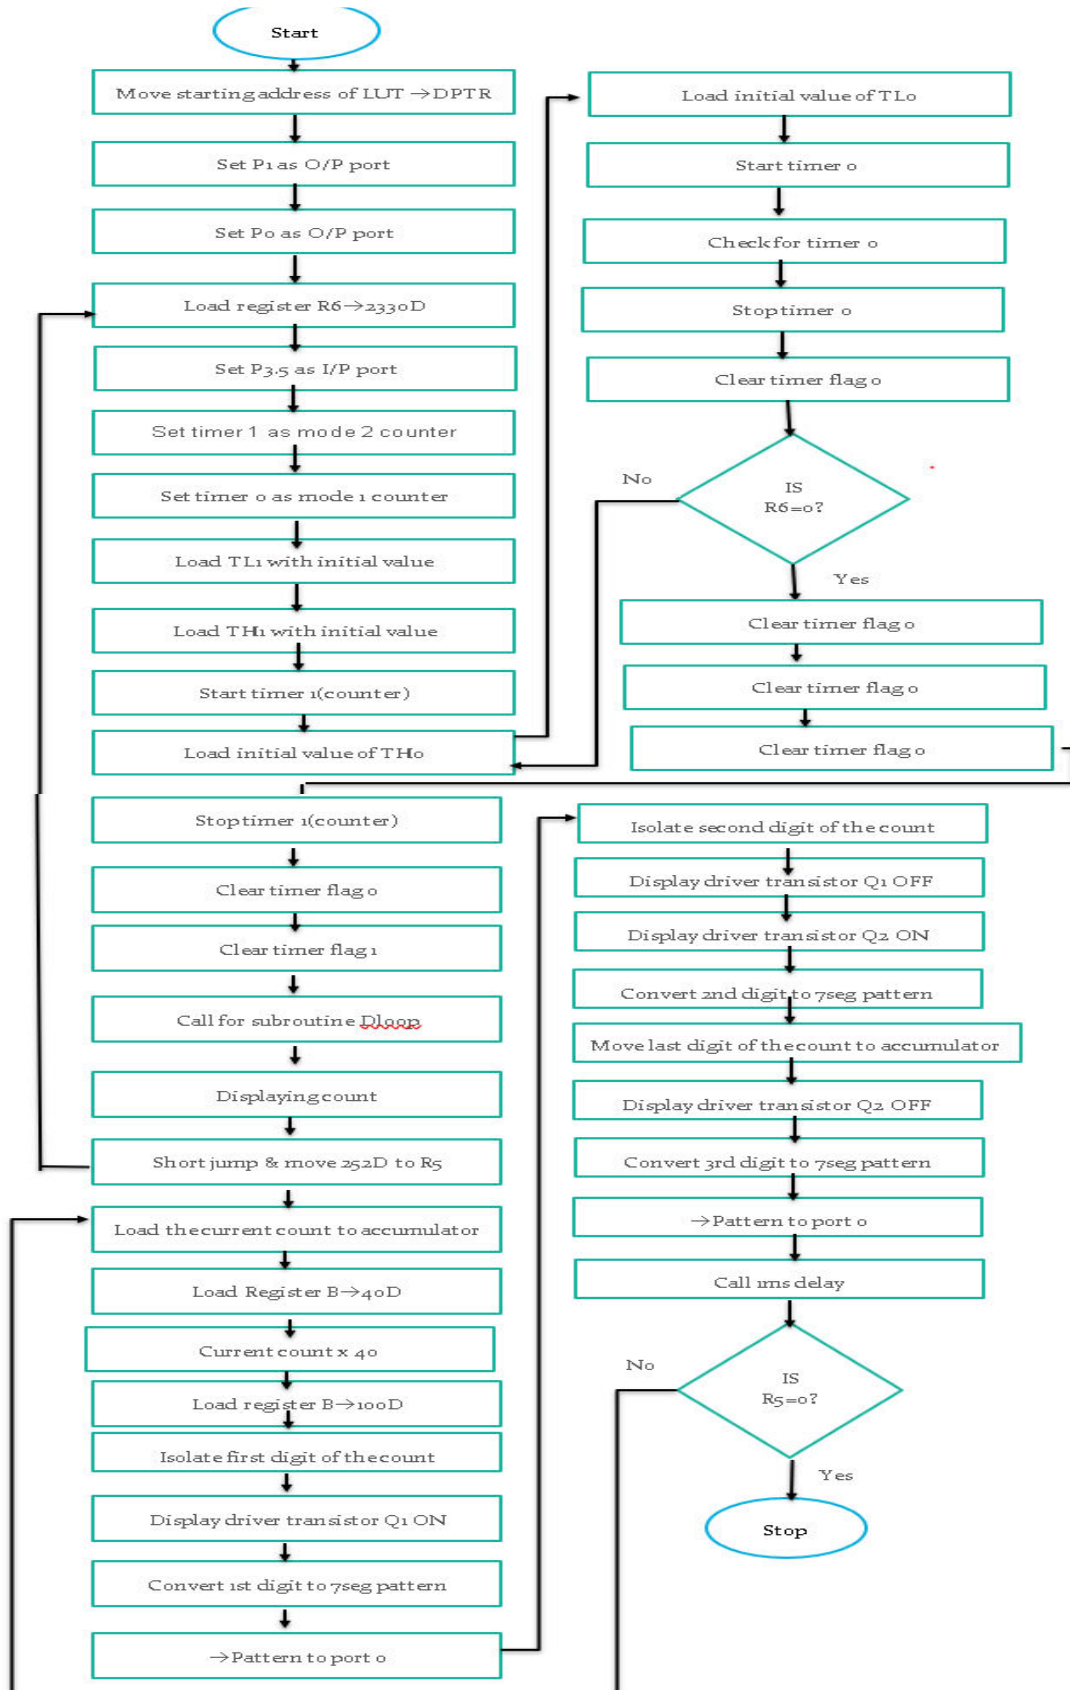 Start
Move starting address of LUT →DPTR
Set P1 as O/P port
Set P0 as O/P port
Load register R6→2330D
Set P3.5 as I/P port
Set timer 1 as mode 2 counter
Set timer 0 as mode 1 counter
Load TL1 with initial value
Load TH1 with initial value
Start timer 1(counter)
Load initial value of TH0
Load initial value of TL0
Start timer 0
Check for timer 0
Stop timer 0
Clear timer flag 0
IS
R6=0?
No
Yes
Clear timer flag 0
Clear timer flag 0
Clear timer flag 0
Stop timer 1(counter)
Clear timer flag 0
Clear timer flag 1
Call for subroutine Dloop
Displaying count
Short jump & move 252D to R5
Load the current count to accumulator
Load Register B→40D
Current count x 40
Load register B→100D
Isolate first digit of the count
Display driver transistor Q1 ON
Convert 1st digit to 7seg pattern
→Pattern to port 0
Isolate second digit of the count
Display driver transistor Q1 OFF
Display driver transistor Q2 ON
Convert 2nd digit to 7seg pattern
Move last digit of the count to accumulator
Display driver transistor Q2 OFF
Convert 3rd digit to 7seg pattern
→Pattern to port 0
Call 1ms delay
IS
R5=0?
No
Yes
Stop